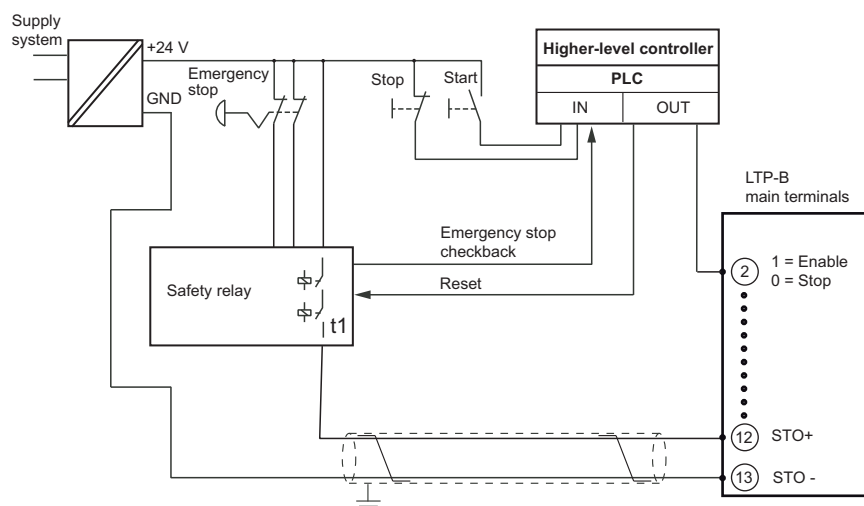 Supply
system
+24 V
GND
Emergency
stop
Stop
Start
Higher-level controller
PLC
IN
OUT
LTP-B
main terminals
Safety relay
t1
Emergency stop
checkback
Reset
2
1 = Enable
0 = Stop
12
STO+
13
STO -